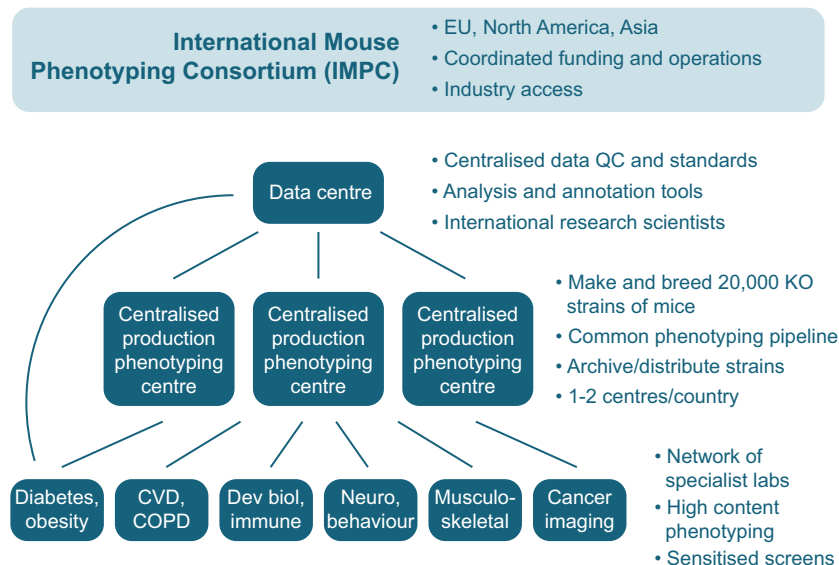 International Mouse
Phenotyping Consortium (IMPC)
• EU, North America, Asia
• Coordinated funding and operations
• Industry access
Data centre
• Centralised data QC and standards
• Analysis and annotation tools
• International research scientists
Centralised
production
phenotyping
centre
Centralised
production
phenotyping
centre
Centralised
production
phenotyping
centre
• Make and breed 20,000 KO
strains of mice
• Common phenotyping pipeline
• Archive/distribute strains
• 1-2 centres/country
Diabetes,
obesity
CVD,
COPD
Dev biol,
immune
Neuro,
behaviour
Musculo-
skeletal
Cancer
imaging
• Network of
specialist labs
• High content
phenotyping
• Sensitised screens